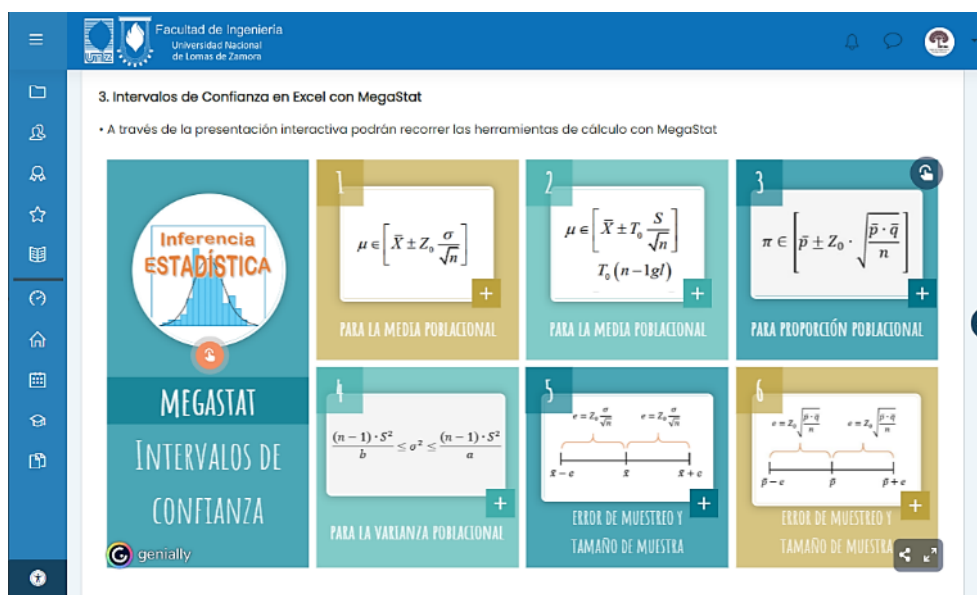 Facultad de Ingeniería
Universidad Nacional
de Lomas de Zamora
UNLZ
3. Intervalos de Confianza en Excel con MegaStat
• A través de la presentación interactiva podrán recorrer las herramientas de cálculo con MegaStat
Inferencia
ESTADÍSTICA
MEGASTAT
INTERVALOS DE
CONFIANZA
genially
1
μ ∈ [X̄ ± Z₀ σ/√n]
PARA LA MEDIA POBLACIONAL
2
μ ∈ [X̄ ± T₀ S/√n]
T₀ (n − 1gl)
PARA LA MEDIA POBLACIONAL
3
π ∈ [p̄ ± Z₀ · √(p̄ · q̄/n)]
PARA PROPORCIÓN POBLACIONAL
4
(n − 1) · S²/b ≤ σ² ≤ (n − 1) · S²/a
PARA LA VARIANZA POBLACIONAL
5
e = Z₀ σ/√n e = Z₀ σ/√n
x̄ − e x̄ x̄ + e
ERROR DE MUESTREO Y
TAMAÑO DE MUESTRA
6
e = Z₀ √(p̄ · q̄/n) e = Z₀ √(p̄ · q̄/n)
p̄ − e p̄ p̄ + e
ERROR DE MUESTREO Y
TAMAÑO DE MUESTRA